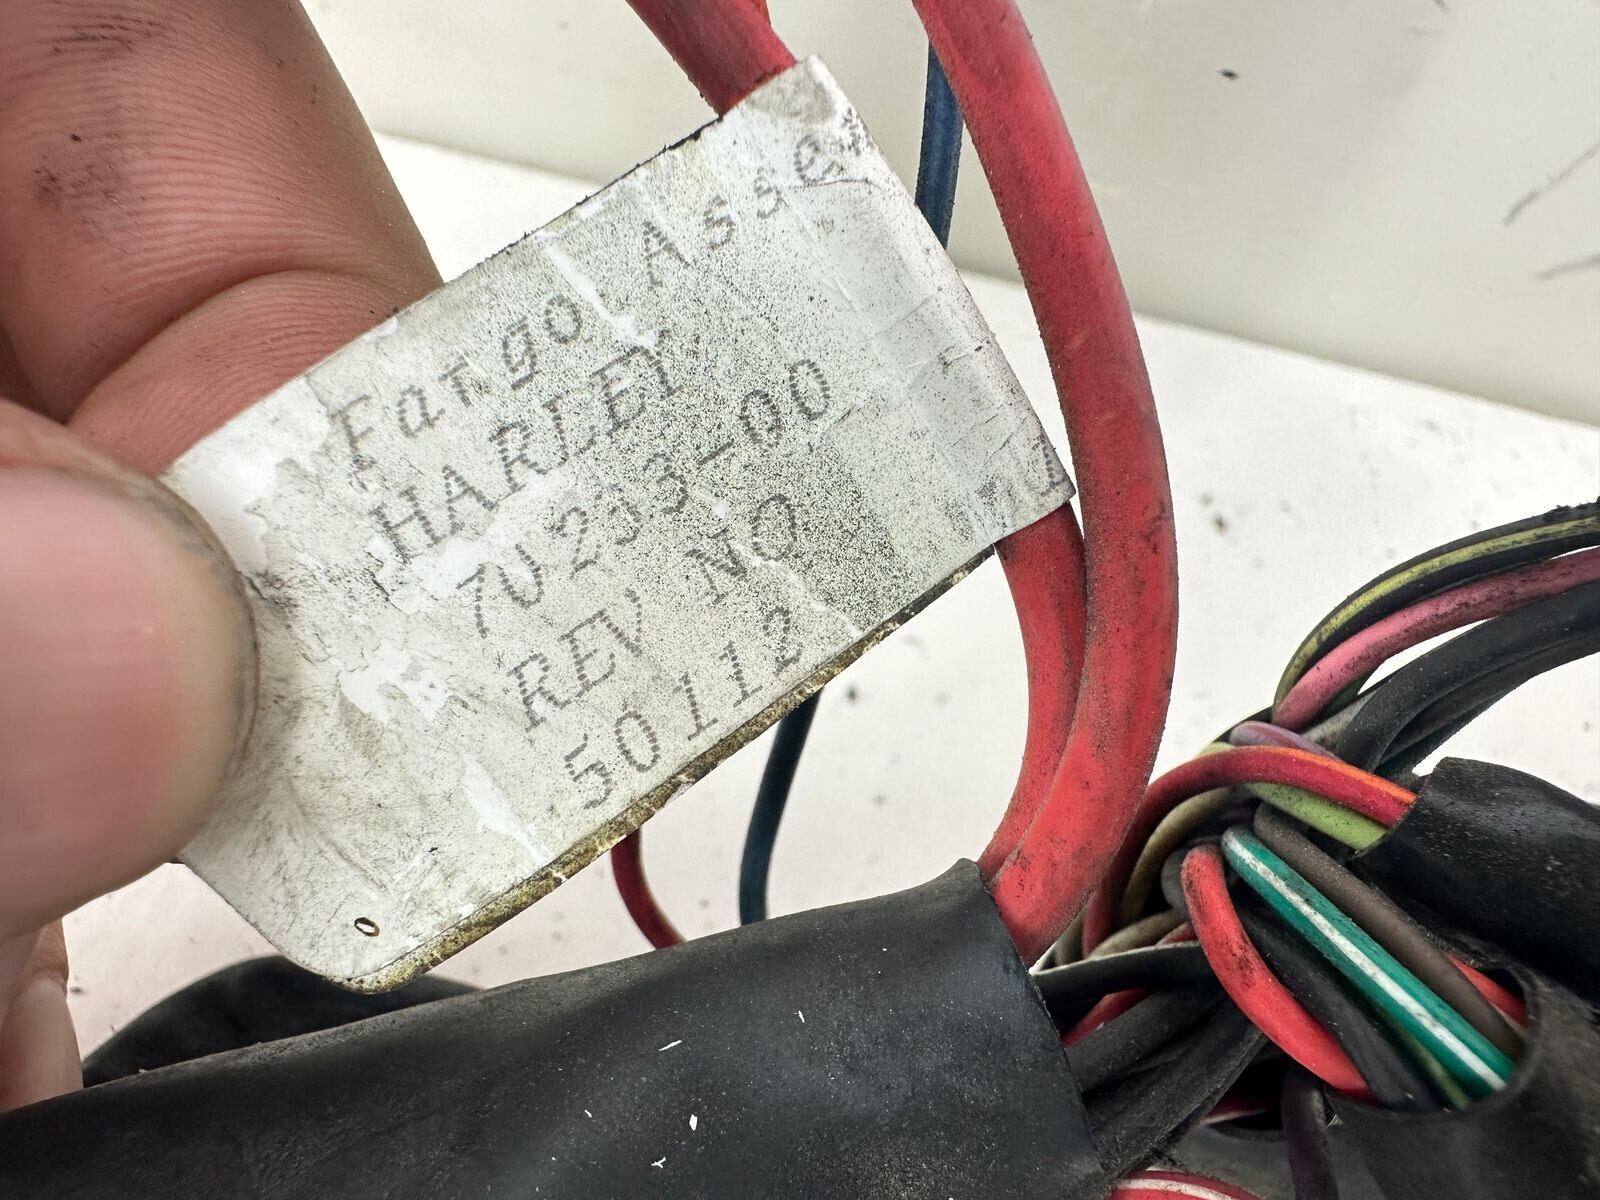 Fargo Asse
HARLEY
70233-00
REV NO
50112